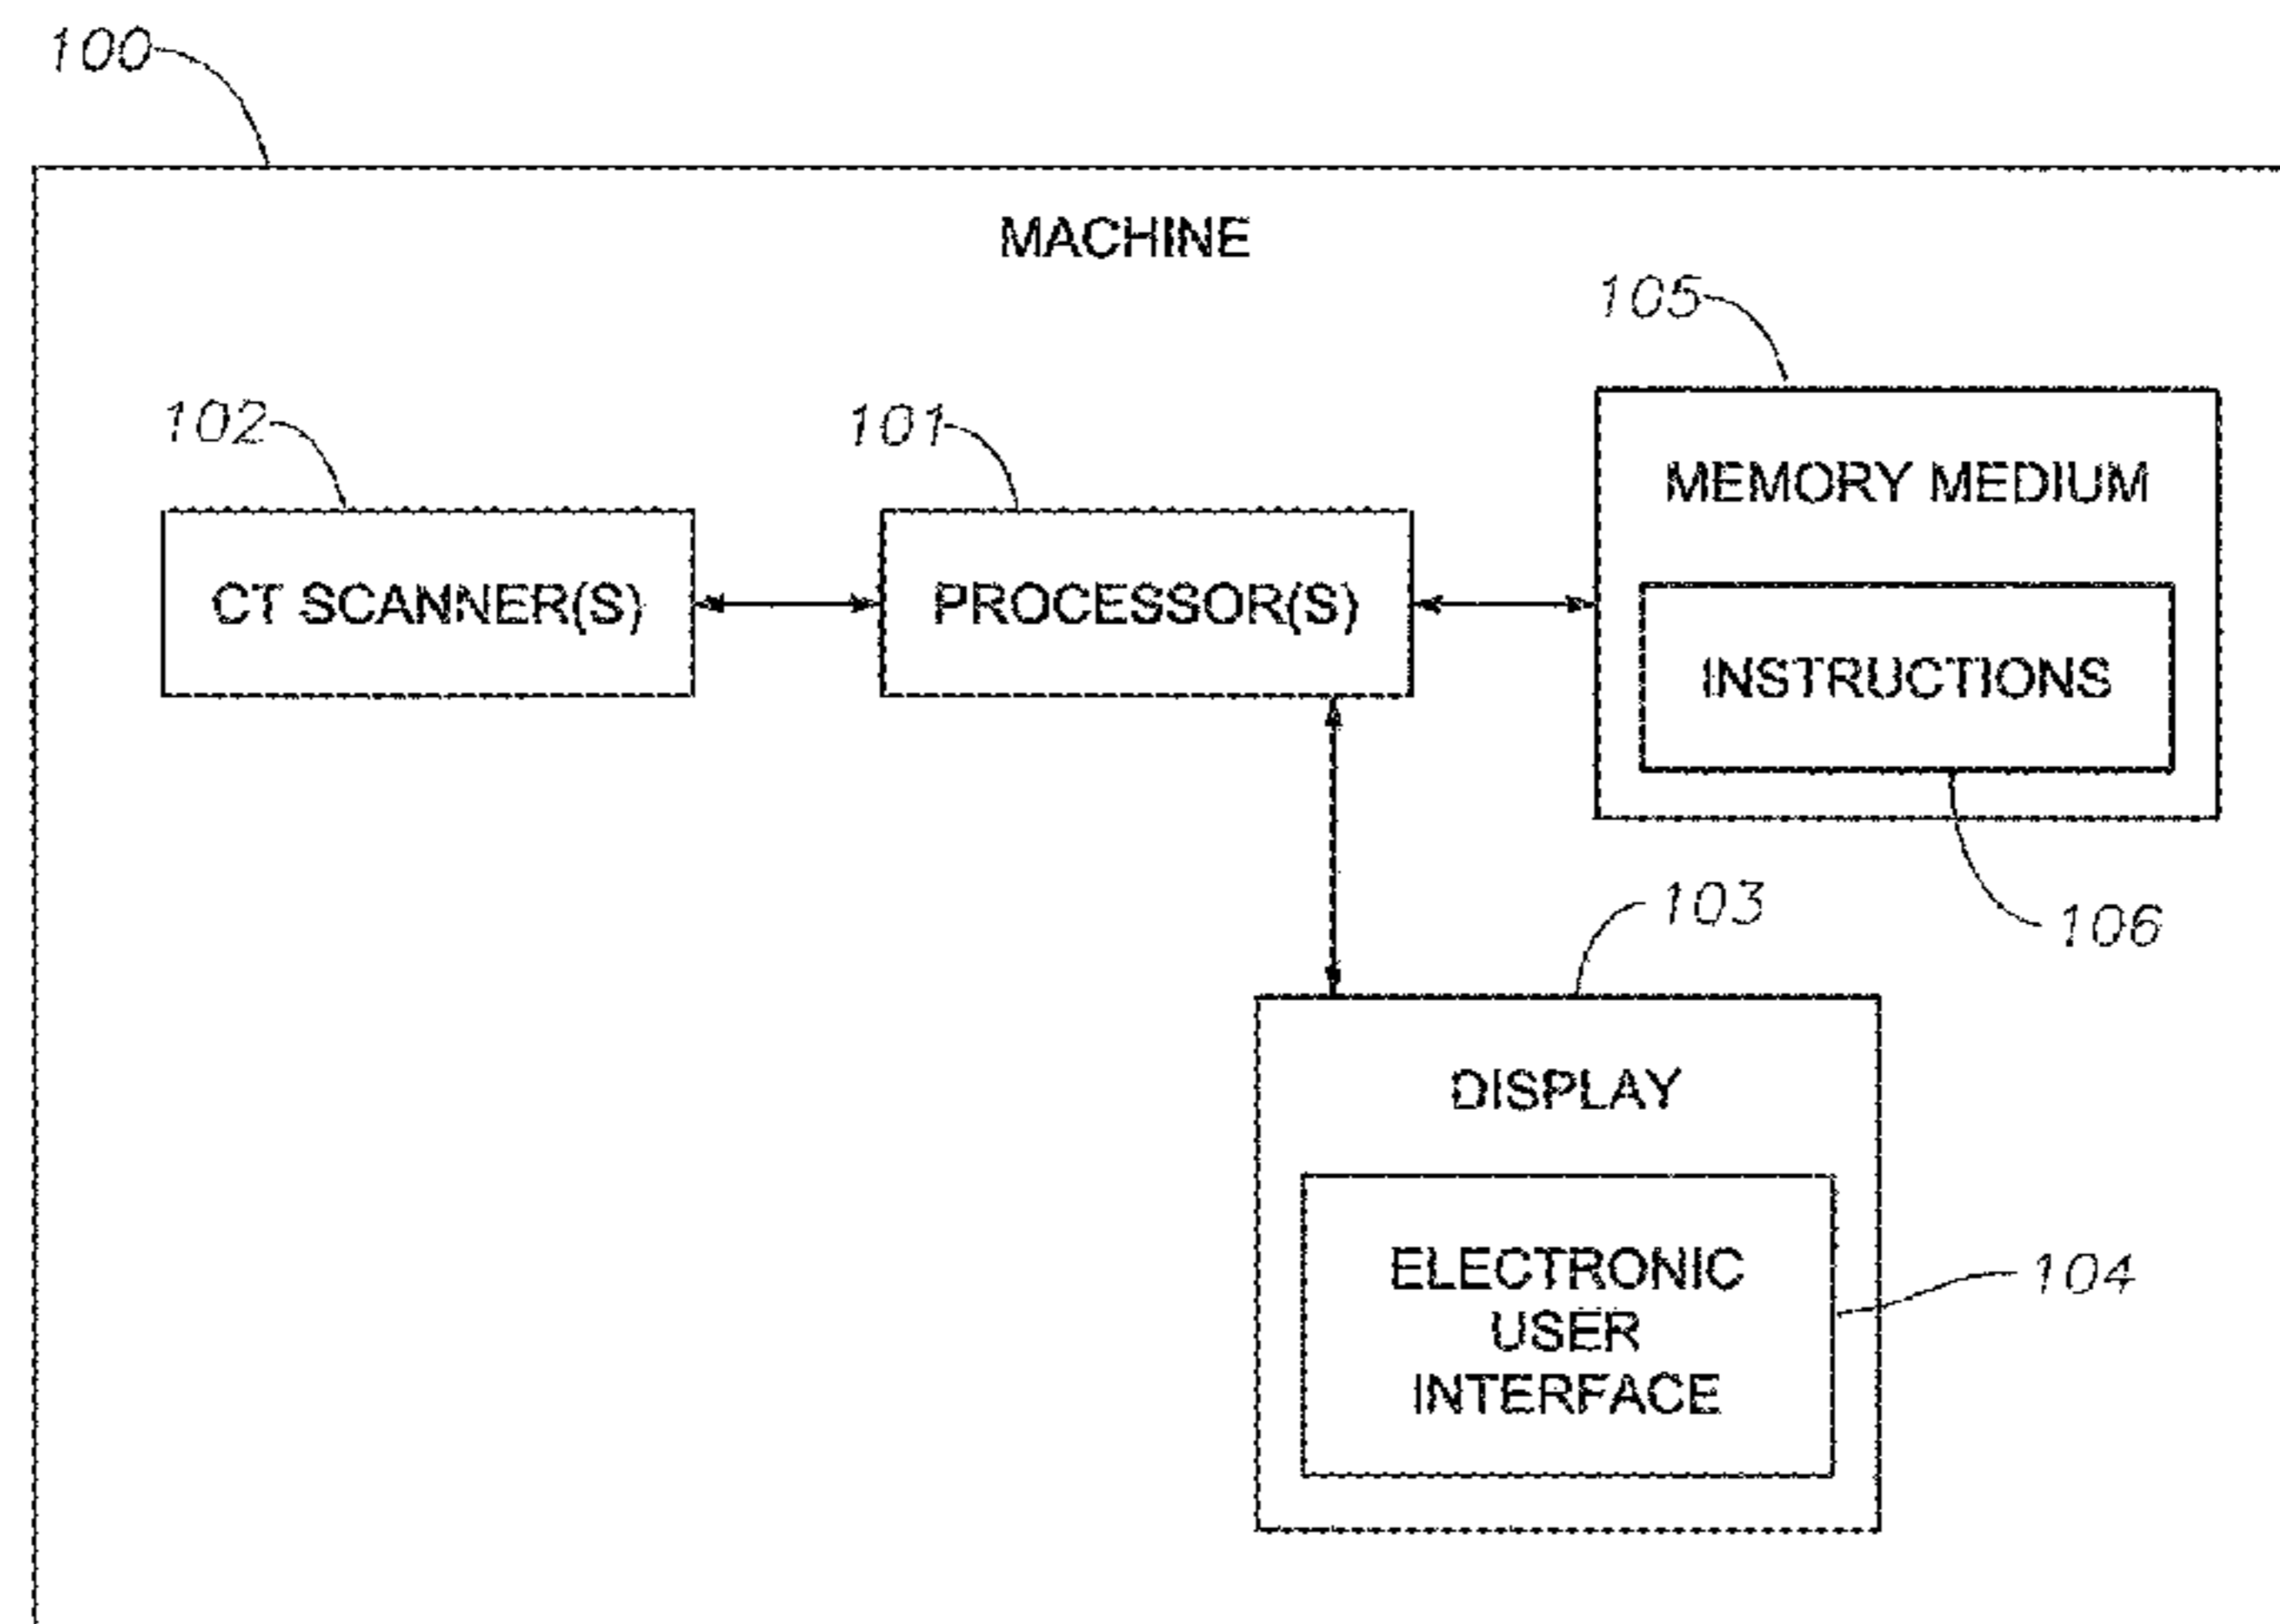 100
MACHINE
105
102
101
MEMORY MEDIUM
CT SCANNER(S)
PROCESSOR(S)
INSTRUCTIONS
103
106
DISPLAY
ELECTRONIC
USER
INTERFACE
104